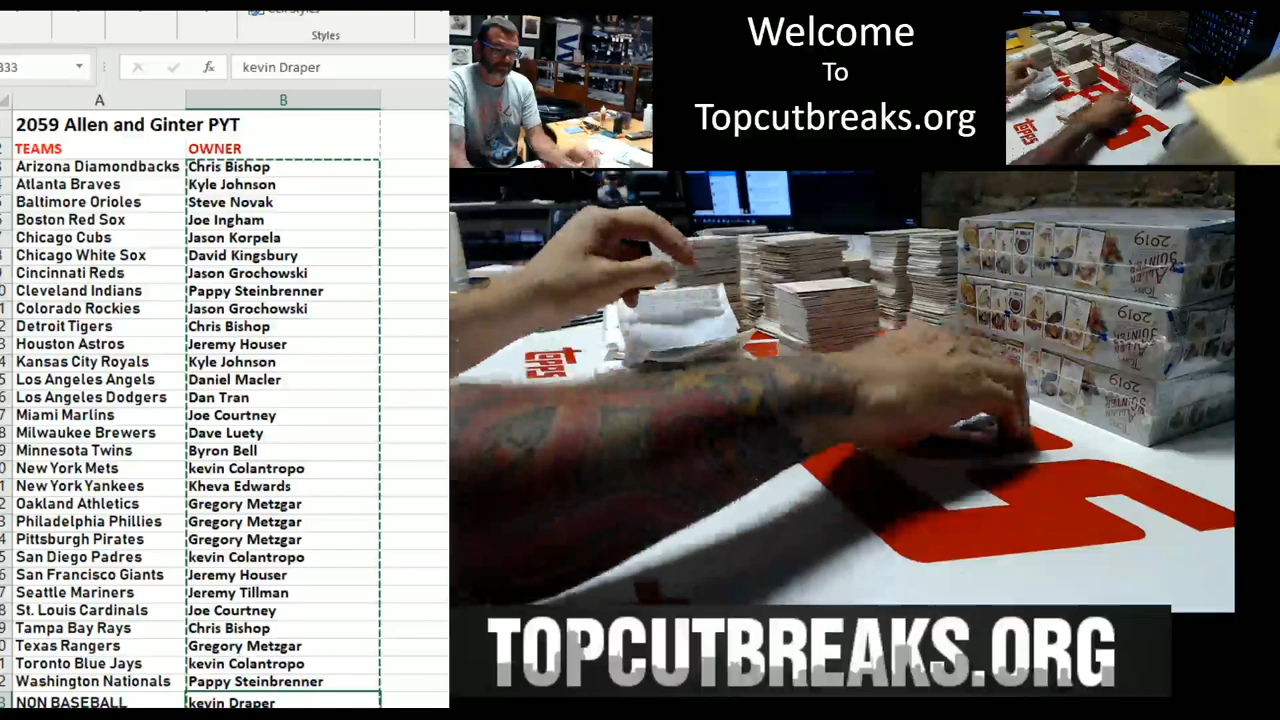 Styles
B33
kevin Draper
A B
2059 Allen and Ginter PYT
TEAMS OWNER
Arizona Diamondbacks Chris Bishop
Atlanta Braves Kyle Johnson
Baltimore Orioles Steve Novak
Boston Red Sox Joe Ingham
Chicago Cubs Jason Korpela
Chicago White Sox David Kingsbury
Cincinnati Reds Jason Grochowski
Cleveland Indians Pappy Steinbrenner
Colorado Rockies Jason Grochowski
Detroit Tigers Chris Bishop
Houston Astros Jeremy Houser
Kansas City Royals Kyle Johnson
Los Angeles Angels Daniel Macler
Los Angeles Dodgers Dan Tran
Miami Marlins Joe Courtney
Milwaukee Brewers Dave Luety
Minnesota Twins Byron Bell
New York Mets kevin Colantropo
New York Yankees Kheva Edwards
Oakland Athletics Gregory Metzgar
Philadelphia Phillies Gregory Metzgar
Pittsburgh Pirates Gregory Metzgar
San Diego Padres kevin Colantropo
San Francisco Giants Jeremy Houser
Seattle Mariners Jeremy Tillman
St. Louis Cardinals Joe Courtney
Tampa Bay Rays Chris Bishop
Texas Rangers Gregory Metzgar
Toronto Blue Jays kevin Colantropo
Washington Nationals Pappy Steinbrenner
NON BASEBALL kevin Draper
Welcome
To
Topcutbreaks.org
TOPPS
TOPPS
2019
2019
2019
TOPCUTBREAKS.ORG